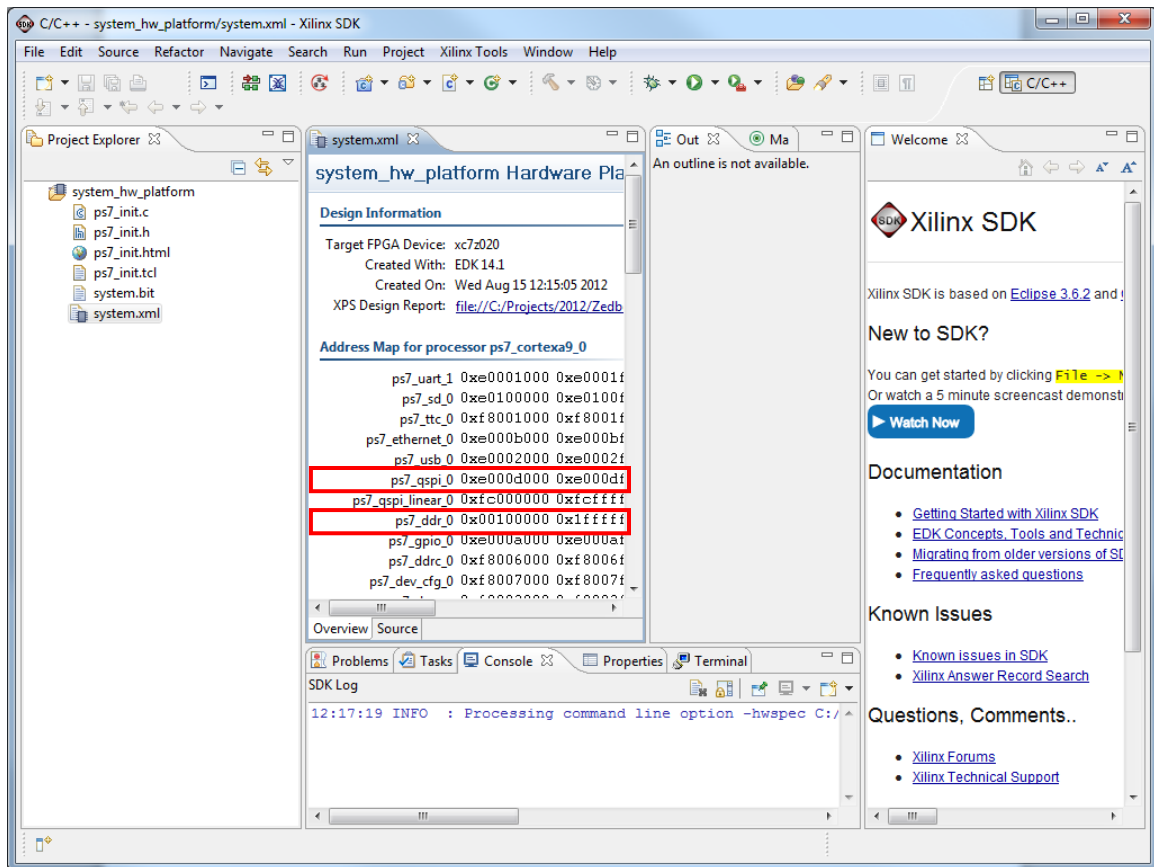 C/C++ - system_hw_platform/system.xml - Xilinx SDK
File Edit Source Refactor Navigate Search Run Project Xilinx Tools Window Help
C/C++
Project Explorer
system_hw_platform
ps7_init.c
ps7_init.h
ps7_init.html
ps7_init.tcl
system.bit
system.xml
system.xml
system_hw_platform Hardware Pla
Design Information
Target FPGA Device: xc7z020
Created With: EDK 14.1
Created On: Wed Aug 15 12:15:05 2012
XPS Design Report: file://C:/Projects/2012/Zedb
Address Map for processor ps7_cortexa9_0
ps7_uart_1 0xe0001000 0xe0001f
ps7_sd_0 0xe0100000 0xe0100f
ps7_ttc_0 0xf8001000 0xf8001f
ps7_ethernet_0 0xe000b000 0xe000bf
ps7_usb_0 0xe0002000 0xe0002f
ps7_qspi_0 0xe000d000 0xe000df
ps7_qspi_linear_0 0xfc000000 0xfcffff
ps7_ddr_0 0x00100000 0x1fffff
ps7_gpio_0 0xe000a000 0xe000af
ps7_ddrc_0 0xf8006000 0xf8006f
ps7_dev_cfg_0 0xf8007000 0xf8007f
Overview Source
Out Ma
An outline is not available.
Welcome
SDK
Xilinx SDK
Xilinx SDK is based on Eclipse 3.6.2 and
New to SDK?
You can get started by clicking File -> N
Or watch a 5 minute screencast demonst
Watch Now
Documentation
Getting Started with Xilinx SDK
EDK Concepts, Tools and Technic
Migrating from older versions of SD
Frequently asked questions
Known Issues
Known issues in SDK
Xilinx Answer Record Search
Questions, Comments..
Xilinx Forums
Xilinx Technical Support
Problems Tasks Console Properties Terminal
SDK Log
12:17:19 INFO : Processing command line option -hwspec C:/